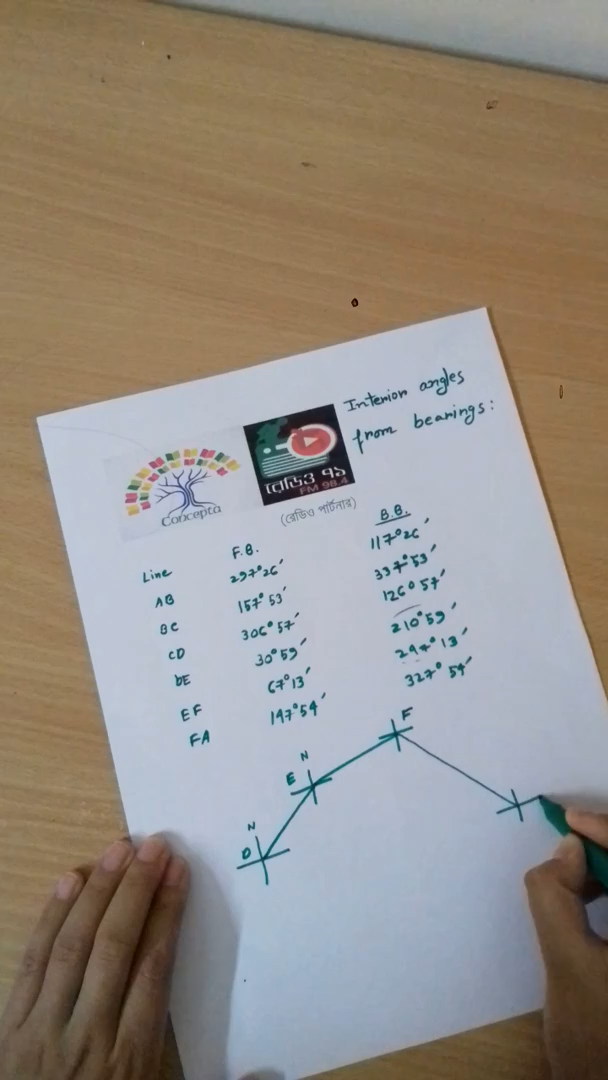 Interior angles
from bearings:
Concepta
রেডিও ৭১
FM 98.4
(রেডিও পার্টনার)
Line F.B. B.B.
AB 297°26′ 117°26′
BC 157°53′ 337°53′
CD 306°57′ 126°57′
DE 30°59′ 210°59′
EF 67°13′ 247°13′
FA 147°54′ 327°54′
F
N
E
N
D